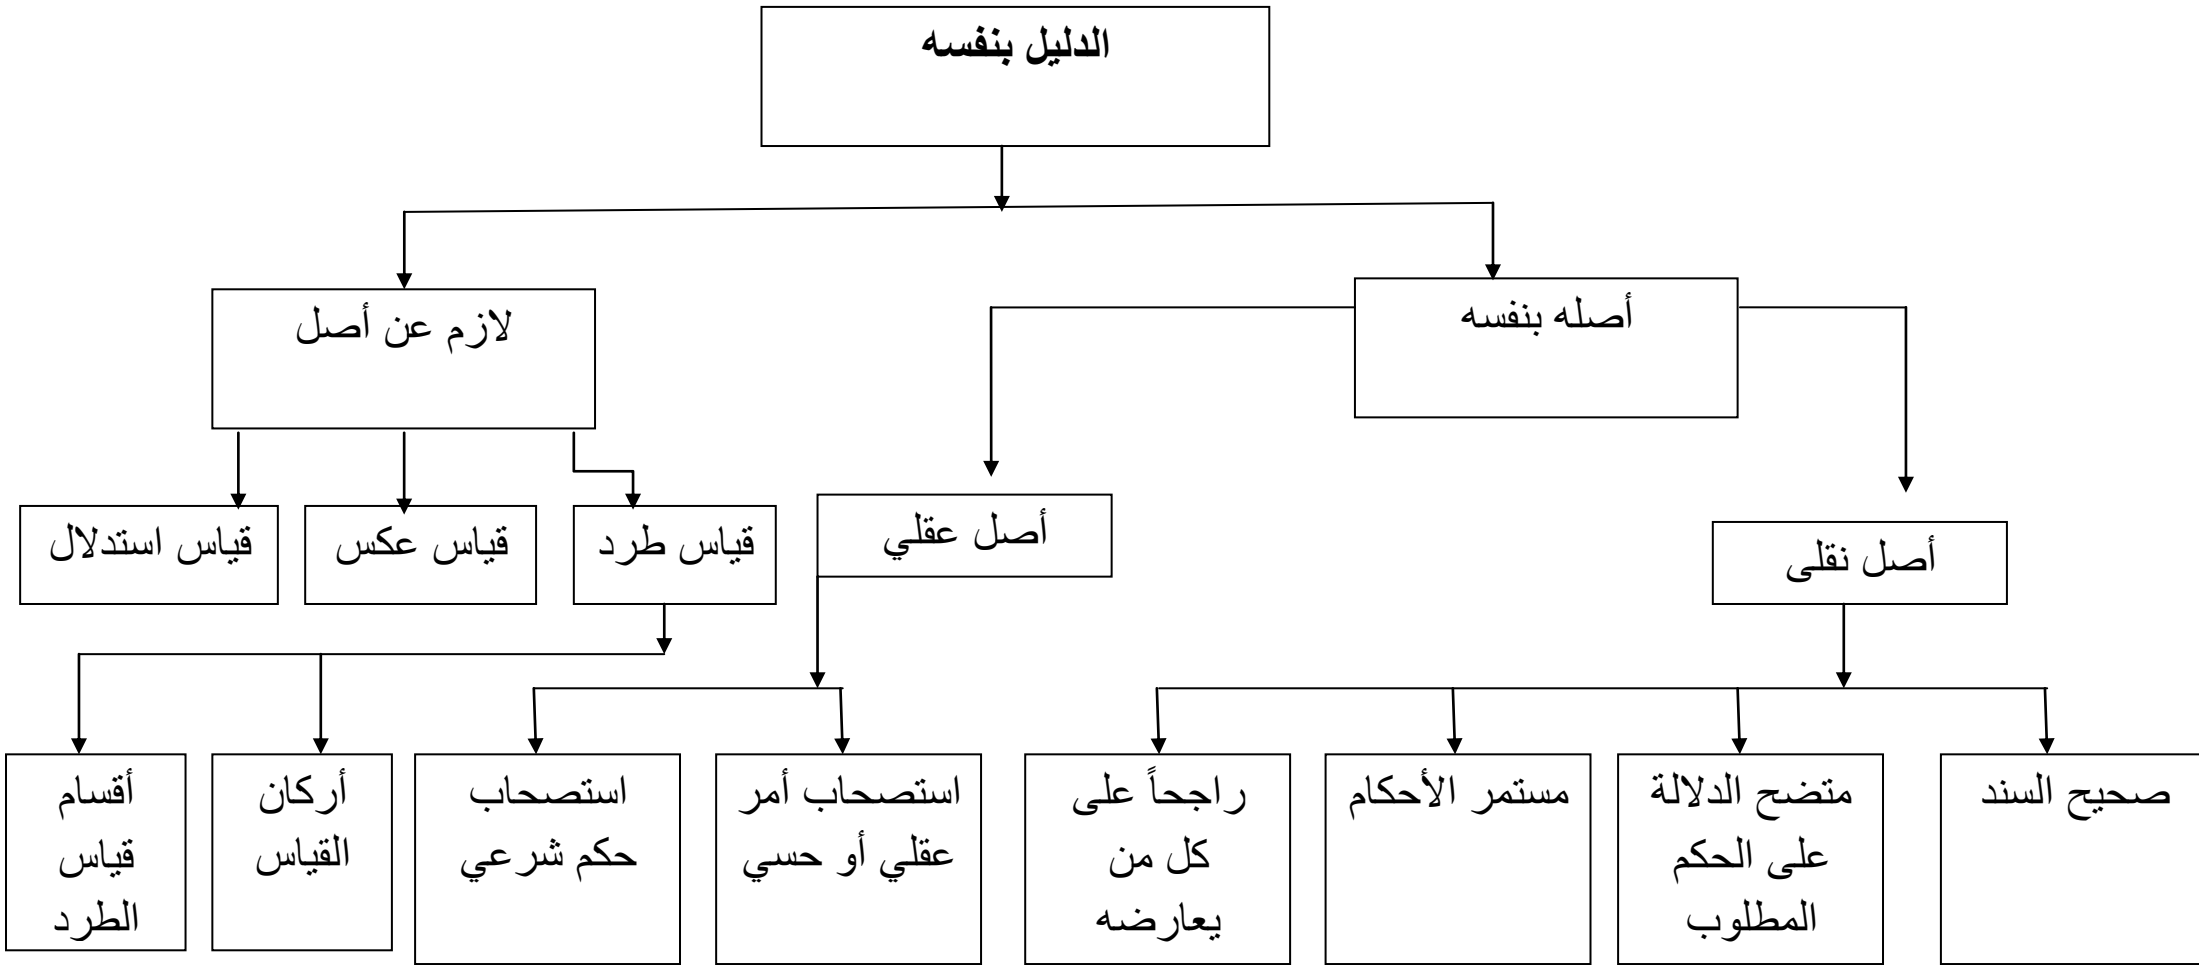 الدليل بنفسه
أصله بنفسه
لازم عن أصل
أصل نقلى
أصل عقلي
قياس طرد
قياس عكس
قياس استدلال
صحيح السند
متضح الدلالة
على الحكم
المطلوب
مستمر الأحكام
راجحاً على
كل من
يعارضه
استصحاب أمر
عقلي أو حسي
استصحاب
حكم شرعي
أركان
القياس
أقسام
قياس
الطرد